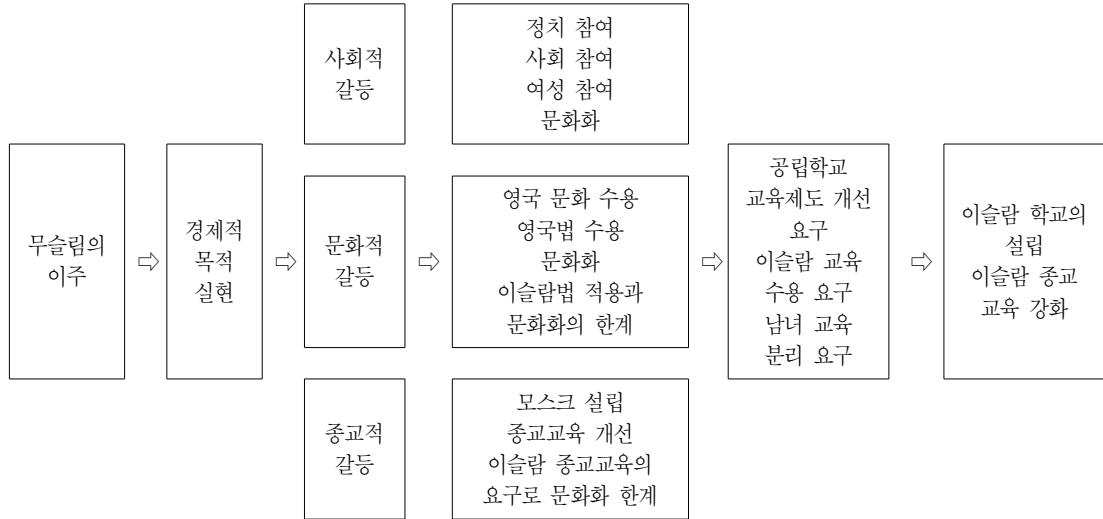 무슬림의
이주
⇨
경제적
목적
실현
⇨
사회적
갈등
정치 참여
사회 참여
여성 참여
문화화
문화적
갈등
⇨
영국 문화 수용
영국법 수용
문화화
이슬람법 적용과
문화화의 한계
종교적
갈등
모스크 설립
종교교육 개선
이슬람 종교교육의
요구로 문화화 한계
⇨
공립학교
교육제도 개선
요구
이슬람 교육
수용 요구
남녀 교육
분리 요구
⇨
이슬람 학교의
설립
이슬람 종교
교육 강화